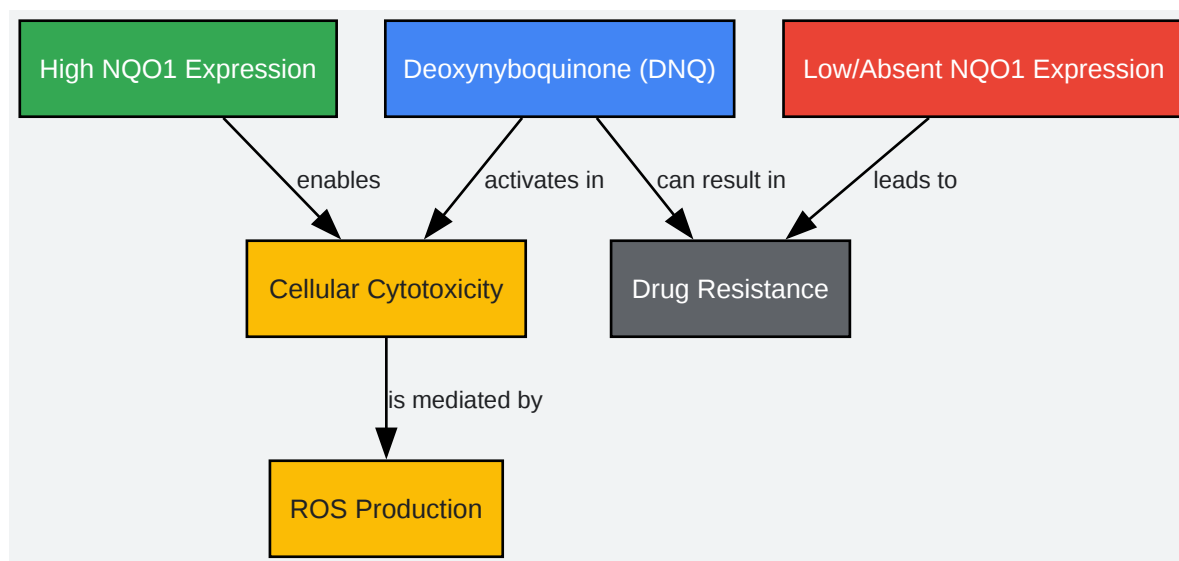 High NQO1 Expression
Deoxynyboquinone (DNQ)
Low/Absent NQO1 Expression
enables
activates in
can result in
leads to
Cellular Cytotoxicity
Drug Resistance
is mediated by
ROS Production